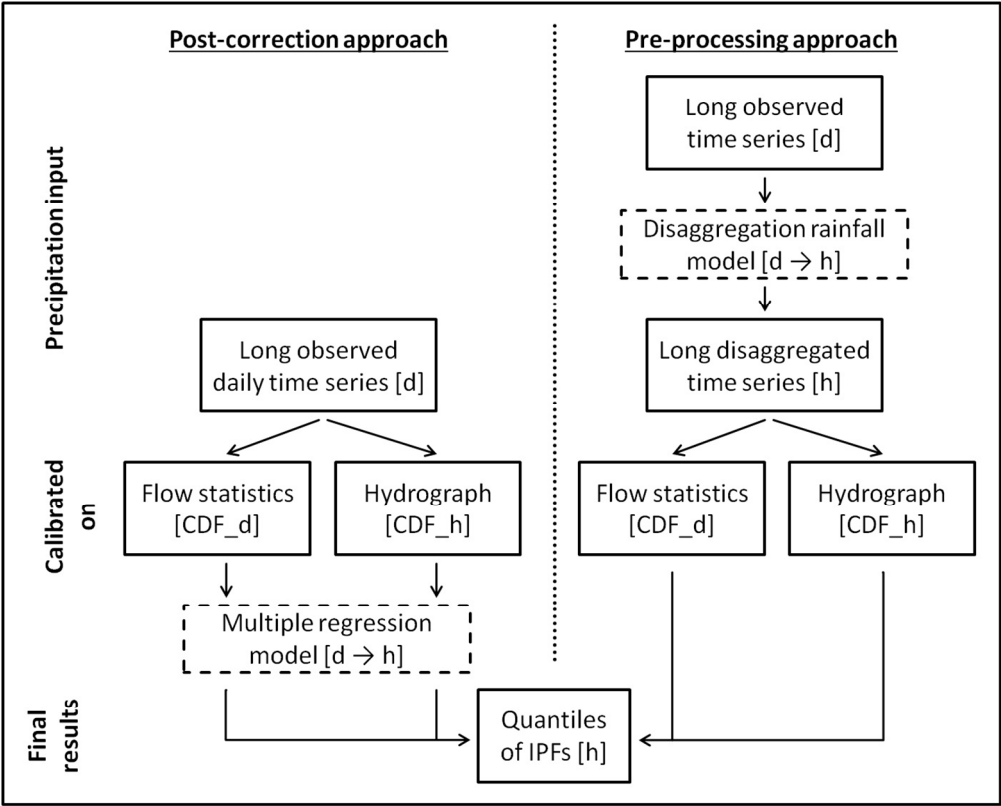 Post-correction approach
Pre-processing approach
Precipitation input
Long observed
time series [d]
Disaggregation rainfall
model [d → h]
Long observed
daily time series [d]
Long disaggregated
time series [h]
Calibrated
on
Flow statistics
[CDF_d]
Hydrograph
[CDF_h]
Flow statistics
[CDF_d]
Hydrograph
[CDF_h]
Multiple regression
model [d → h]
Final
results
Quantiles
of IPFs [h]